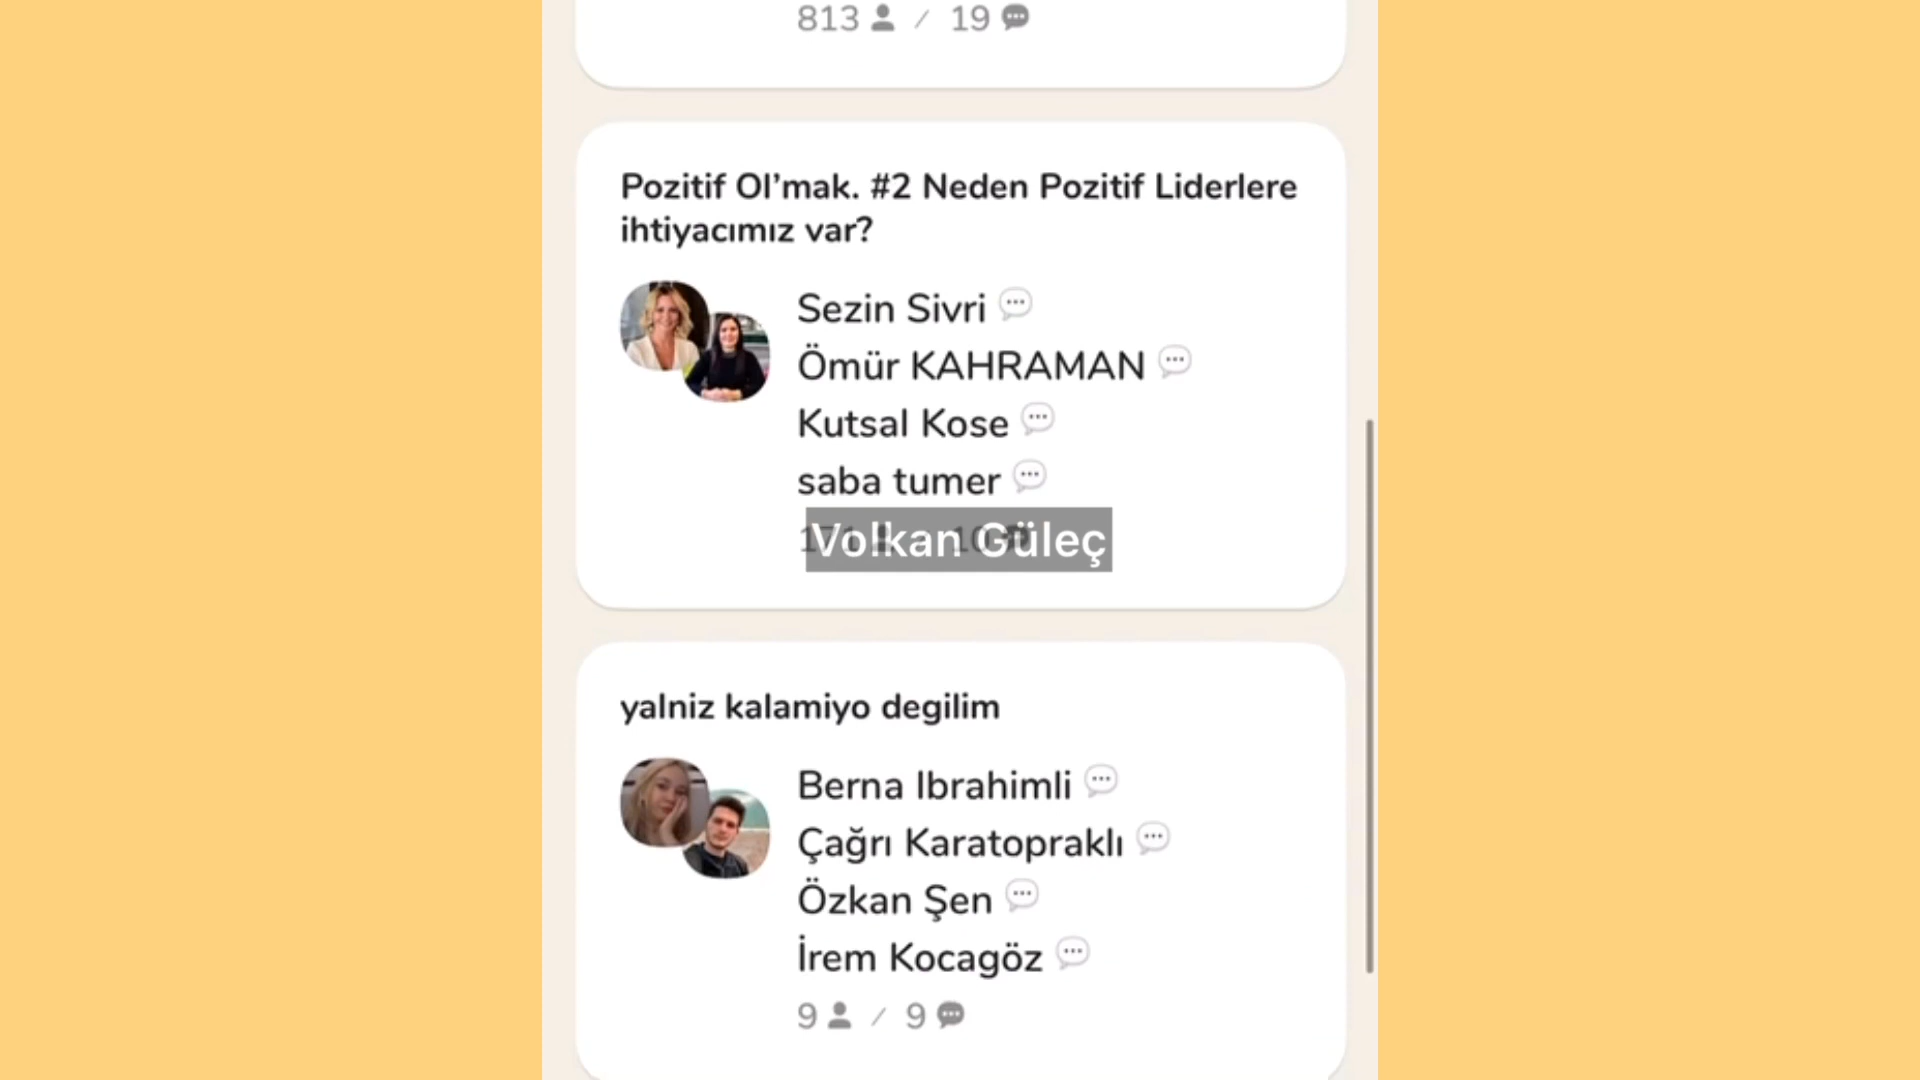 813 / 19
Pozitif Ol’mak. #2 Neden Pozitif Liderlere
ihtiyacımız var?
Sezin Sivri
Ömür KAHRAMAN
Kutsal Kose
saba tumer
Volkan Güleç
yalniz kalamiyo degilim
Berna Ibrahimli
Çağrı Karatopraklı
Özkan Şen
İrem Kocagöz
9 / 9